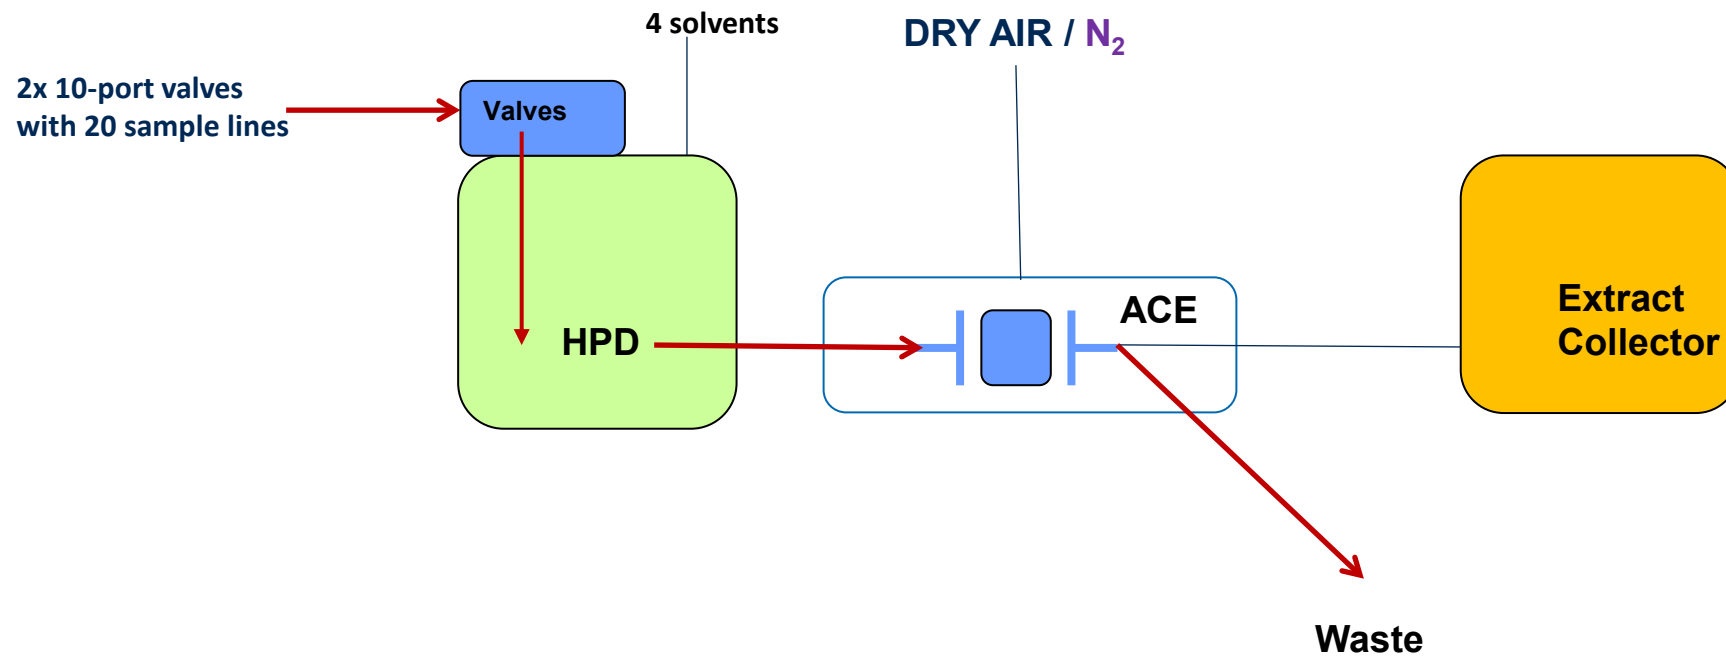 4 solvents
DRY AIR / N₂
2x 10-port valves
with 20 sample lines
Valves
HPD
ACE
Extract
Collector
Waste